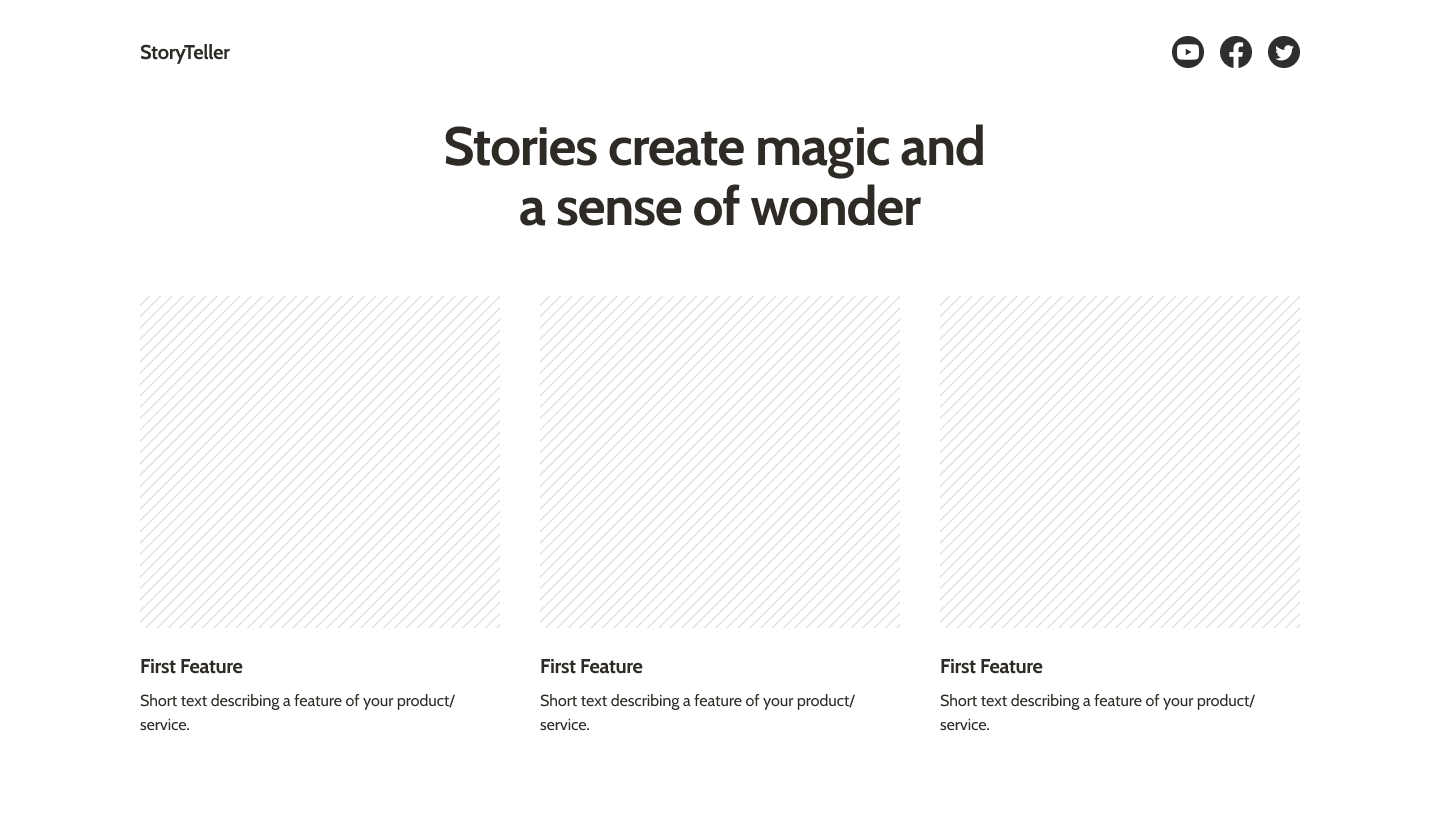 StoryTeller
Stories create magic and
a sense of wonder
First Feature
Short text describing a feature of your product/
service.
First Feature
Short text describing a feature of your product/
service.
First Feature
Short text describing a feature of your product/
service.